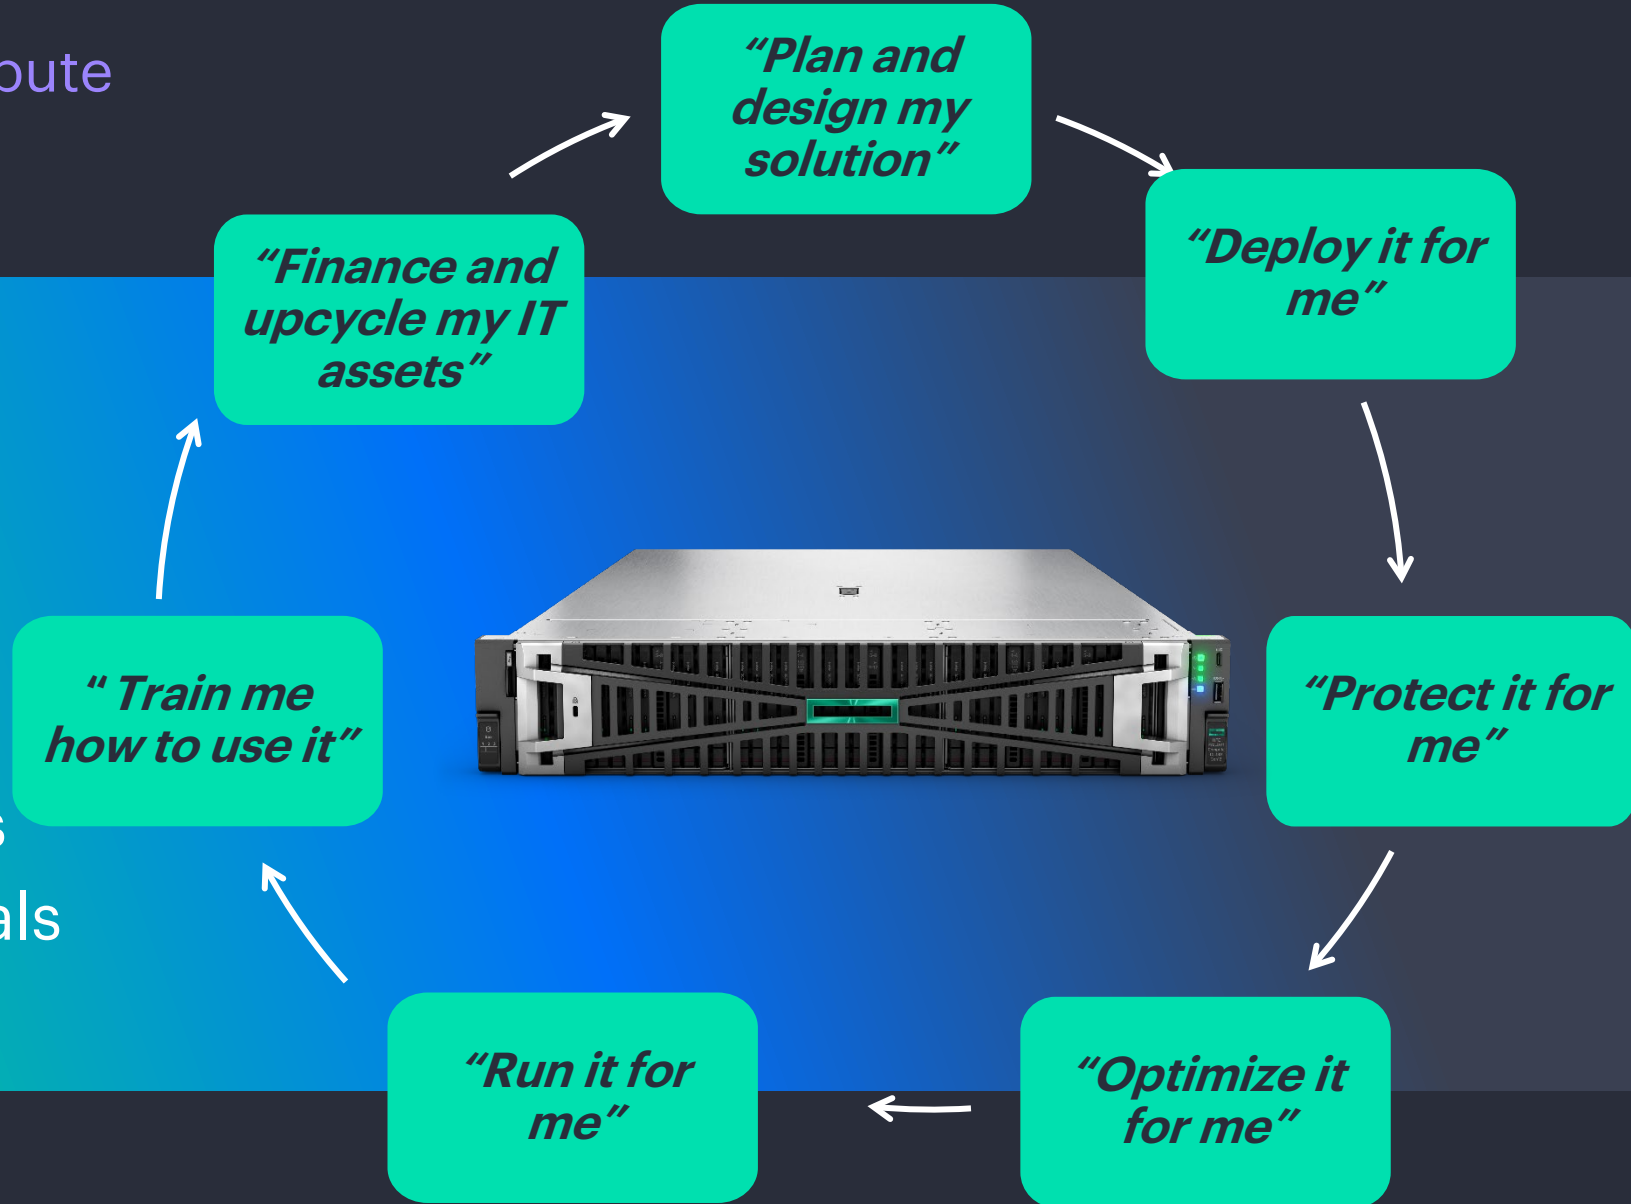 “Plan and
design my
solution”
“Deploy it for
me”
“Finance and
upcycle my IT
assets”
“ Train me
how to use it”
“Protect it for
me”
“Run it for
me”
“Optimize it
for me”